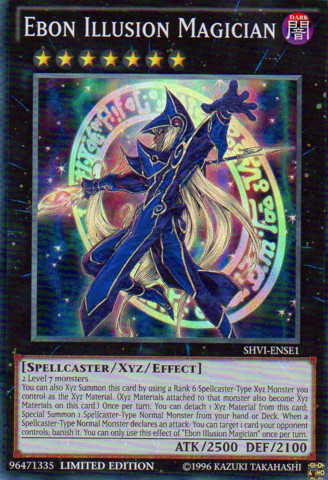 EBON ILLUSION MAGICIAN
DARK
闇
SHVI-ENSE1
[SPELLCASTER/XYZ/EFFECT]
2 Level 7 monsters
You can also Xyz Summon this card by using a Rank 6 Spellcaster-Type Xyz Monster you
control as the Xyz Material. (Xyz Materials attached to that monster also become Xyz
Materials on this card.) Once per turn: You can detach 1 Xyz Material from this card;
Special Summon 1 Spellcaster-Type Normal Monster from your hand or Deck. When a
Spellcaster-Type Normal Monster declares an attack: You can target 1 card your opponent
controls; banish it. You can only use this effect of "Ebon Illusion Magician" once per turn.
ATK/2500 DEF/2100
96471335 LIMITED EDITION ©1996 KAZUKI TAKAHASHI